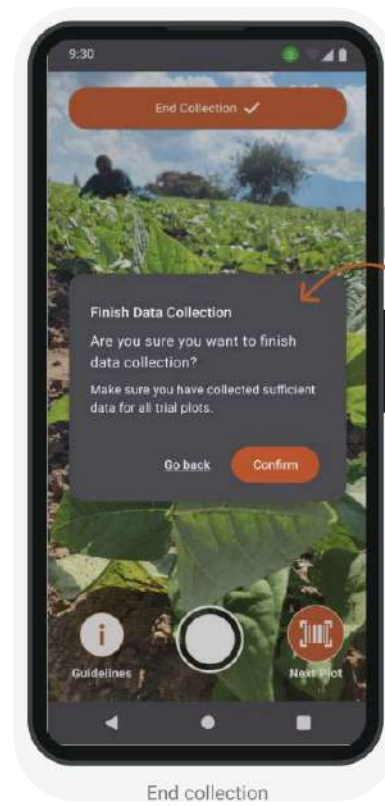 9:30
End Collection
Finish Data Collection
Are you sure you want to finish
data collection?
Make sure you have collected sufficient
data for all trial plots.
Go back
Confirm
i
Guidelines
Next Plot
End collection